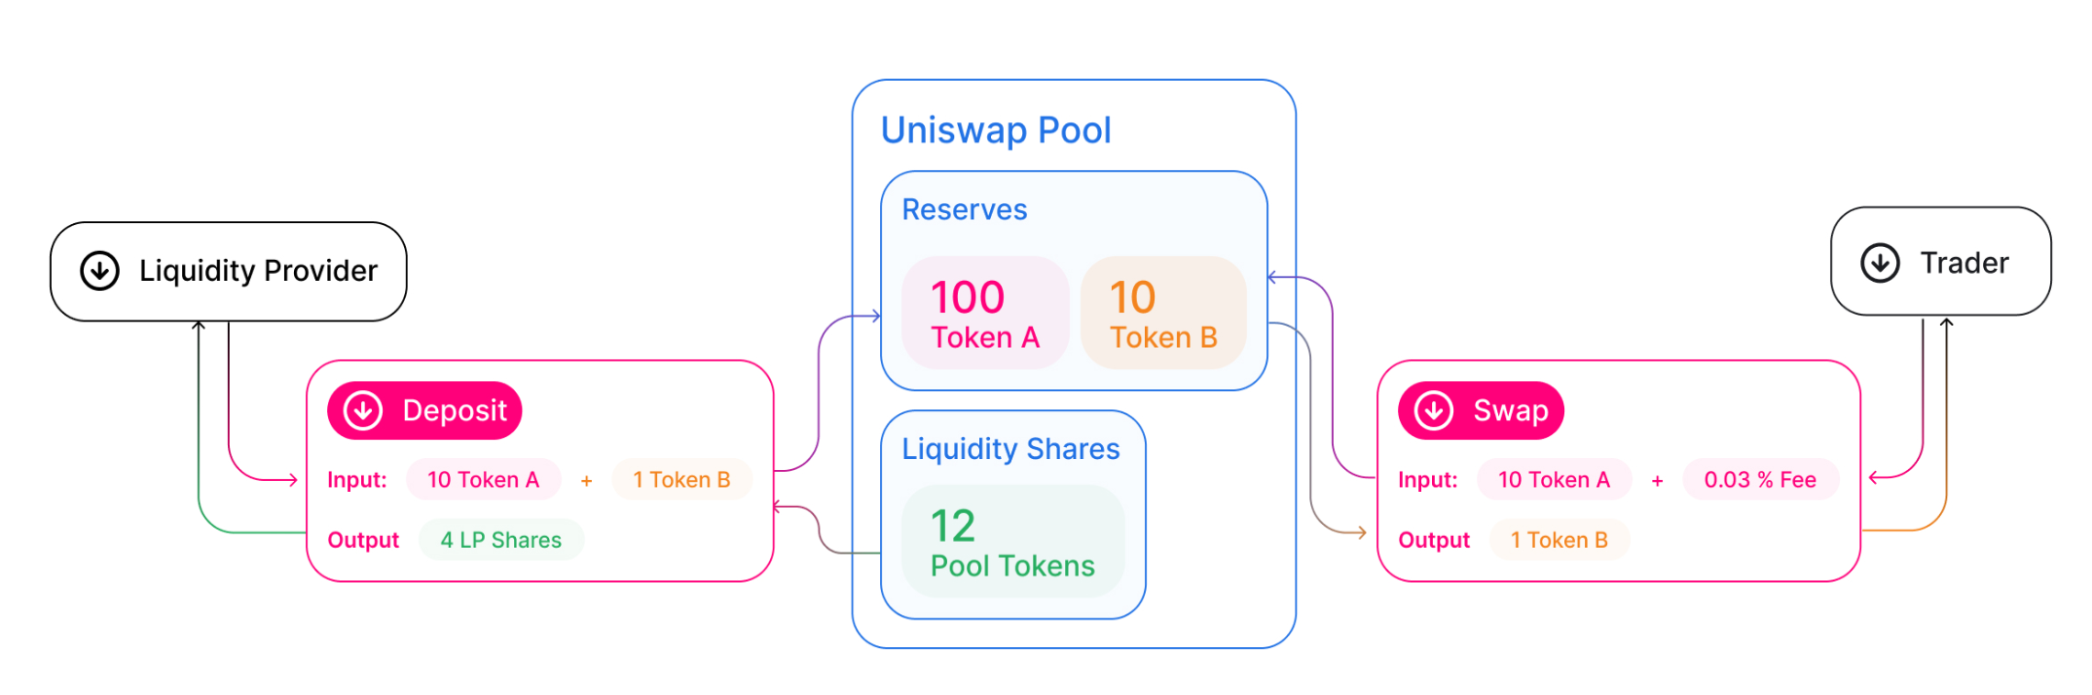 Uniswap Pool
Reserves
100
Token A
10
Token B
Liquidity Shares
12
Pool Tokens
Liquidity Provider
Deposit
Input: 10 Token A + 1 Token B
Output 4 LP Shares
Trader
Swap
Input: 10 Token A + 0.03 % Fee
Output 1 Token B